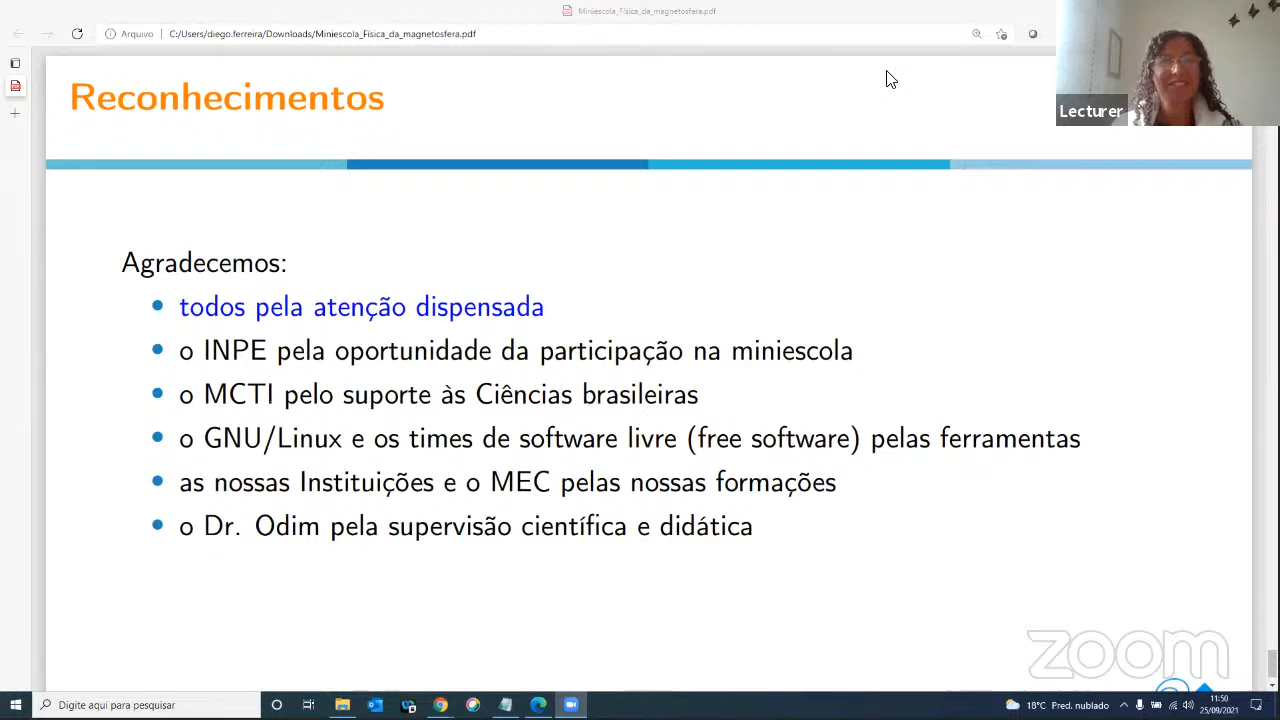 Miniescola_Física_da_magnetosfera.pdf
Arquivo C:/Users/diego.ferreira/Downloads/Miniescola_Física_da_magnetosfera.pdf
Lecturer
Reconhecimentos
Agradecemos:
todos pela atenção dispensada
o INPE pela oportunidade da participação na miniescola
o MCTI pelo suporte às Ciências brasileiras
o GNU/Linux e os times de software livre (free software) pelas ferramentas
as nossas Instituições e o MEC pelas nossas formações
o Dr. Odim pela supervisão científica e didática
zoom
Digite aqui para pesquisar
18°C Pred. nublado
11:50
25/09/2021